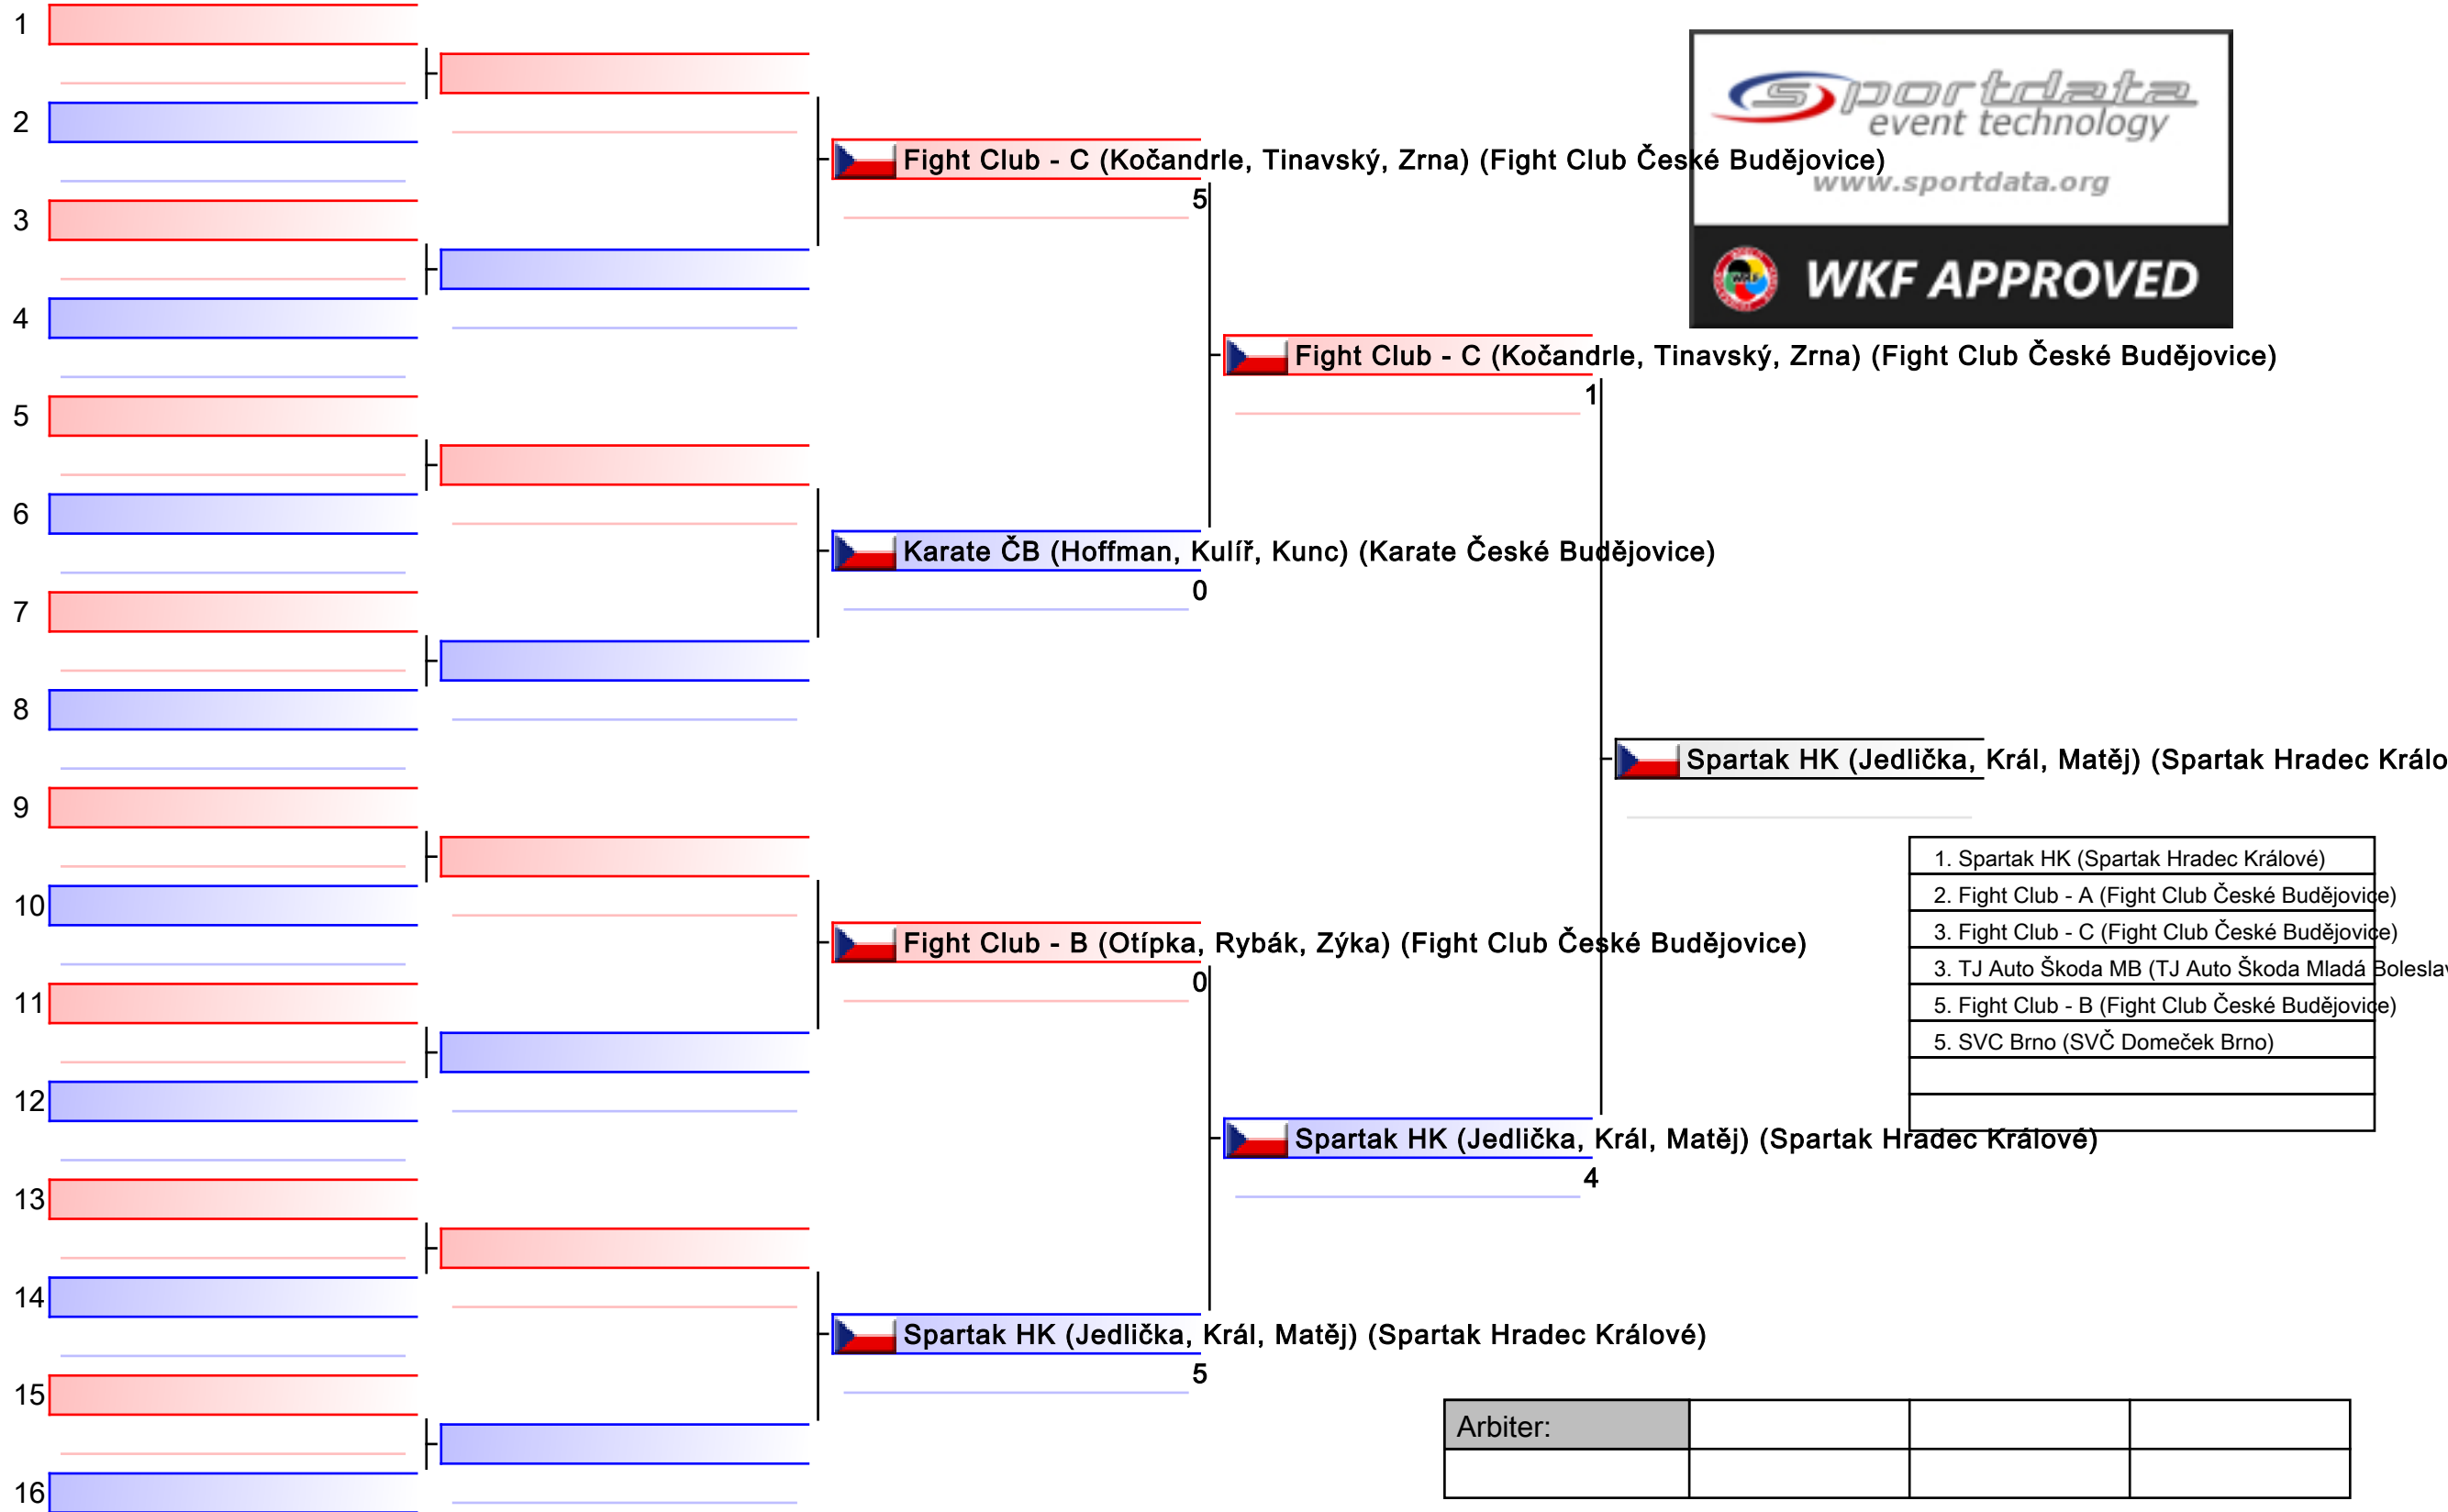 1
2
3
4
5
6
7
8
9
10
11
12
13
14
15
16
Fight Club - C (Kočandrle, Tinavský, Zrna) (Fight Club České Budějovice)
5
Karate ČB (Hoffman, Kulíř, Kunc) (Karate České Budějovice)
0
Fight Club - B (Otípka, Rybák, Zýka) (Fight Club České Budějovice)
0
Spartak HK (Jedlička, Král, Matěj) (Spartak Hradec Králové)
5
Fight Club - C (Kočandrle, Tinavský, Zrna) (Fight Club České Budějovice)
1
Spartak HK (Jedlička, Král, Matěj) (Spartak Hradec Králové)
4
Spartak HK (Jedlička, Král, Matěj) (Spartak Hradec Králo
sportdata
event technology
www.sportdata.org
WKF
WKF APPROVED
1. Spartak HK (Spartak Hradec Králové)
2. Fight Club - A (Fight Club České Budějovice)
3. Fight Club - C (Fight Club České Budějovice)
3. TJ Auto Škoda MB (TJ Auto Škoda Mladá Boleslav
5. Fight Club - B (Fight Club České Budějovice)
5. SVC Brno (SVČ Domeček Brno)
Arbiter: